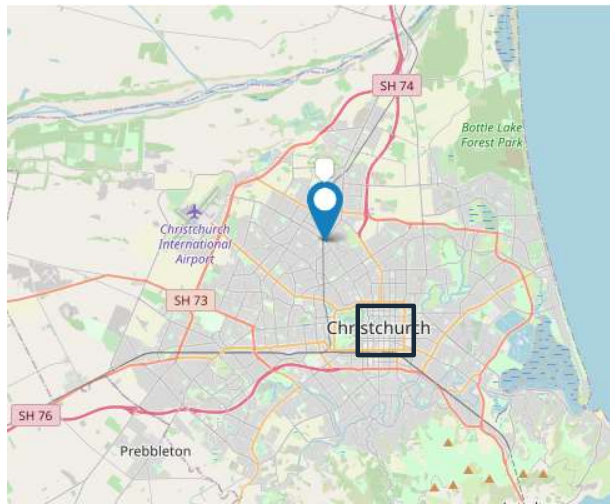 SH 74
Bottle Lake
Forest Park
Christchurch
International
Airport
SH 73
Christchurch
SH 76
Prebbleton